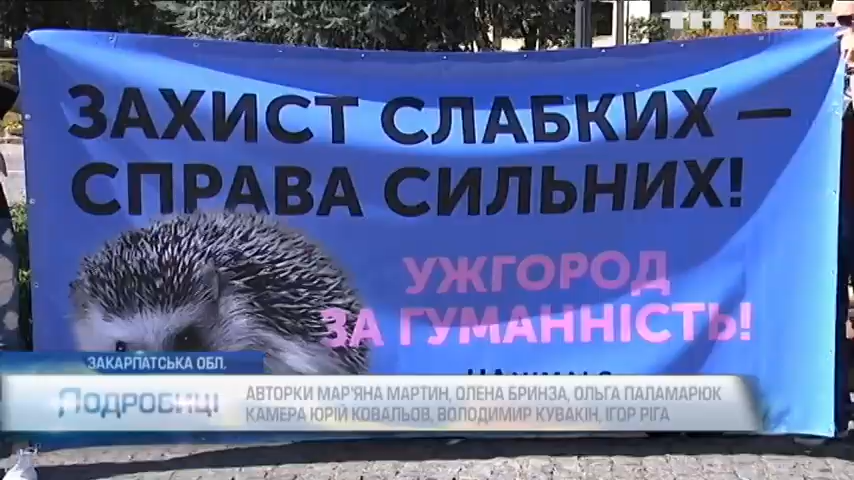 ІНТЕР
ЗАХИСТ СЛАБКИХ —
СПРАВА СИЛЬНИХ!
УЖГОРОД
ЗА ГУМАННІСТЬ!
ЗАКАРПАТСЬКА ОБЛ.
ПОДРОБИЦІ
АВТОРКИ МАР'ЯНА МАРТИН, ОЛЕНА БРИНЗА, ОЛЬГА ПАЛАМАРЮК
КАМЕРА ЮРІЙ КОВАЛЬОВ, ВОЛОДИМИР КУВАКІН, ІГОР РІГА